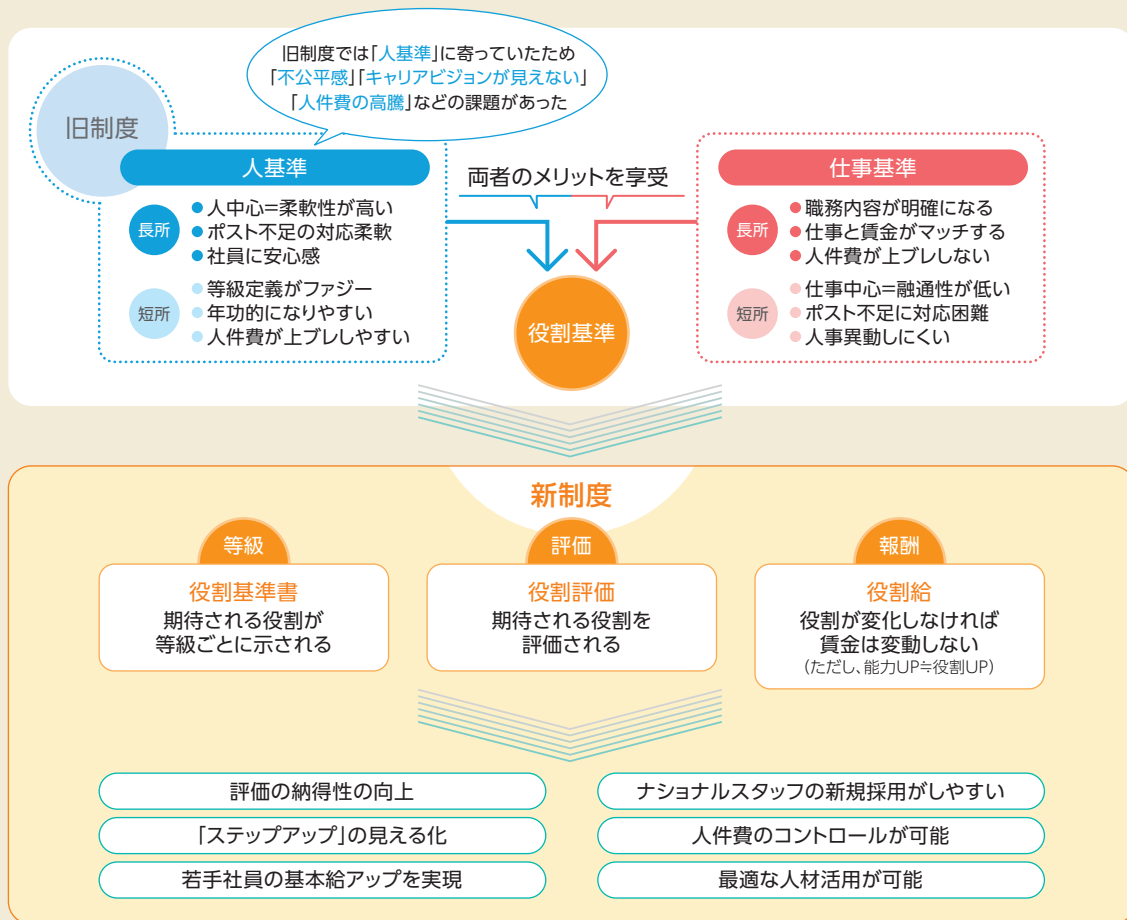 旧制度では「人基準」に寄っていたため
「不公平感」「キャリアビジョンが見えない」
「人件費の高騰」などの課題があった
旧制度
人基準
長所
●人中心=柔軟性が高い
●ポスト不足の対応柔軟
●社員に安心感
短所
●等級定義がファジー
●年功的になりやすい
●人件費が上ブレしやすい
両者のメリットを享受
役割基準
仕事基準
長所
●職務内容が明確になる
●仕事と賃金がマッチする
●人件費が上ブレしない
短所
●仕事中心=融通性が低い
●ポスト不足に対応困難
●人事異動しにくい
新制度
等級
役割基準書
期待される役割が
等級ごとに示される
評価
役割評価
期待される役割を
評価される
報酬
役割給
役割が変化しなければ
賃金は変動しない
(ただし、能力UP≒役割UP)
評価の納得性の向上
「ステップアップ」の見える化
若手社員の基本給アップを実現
ナショナルスタッフの新規採用がしやすい
人件費のコントロールが可能
最適な人材活用が可能